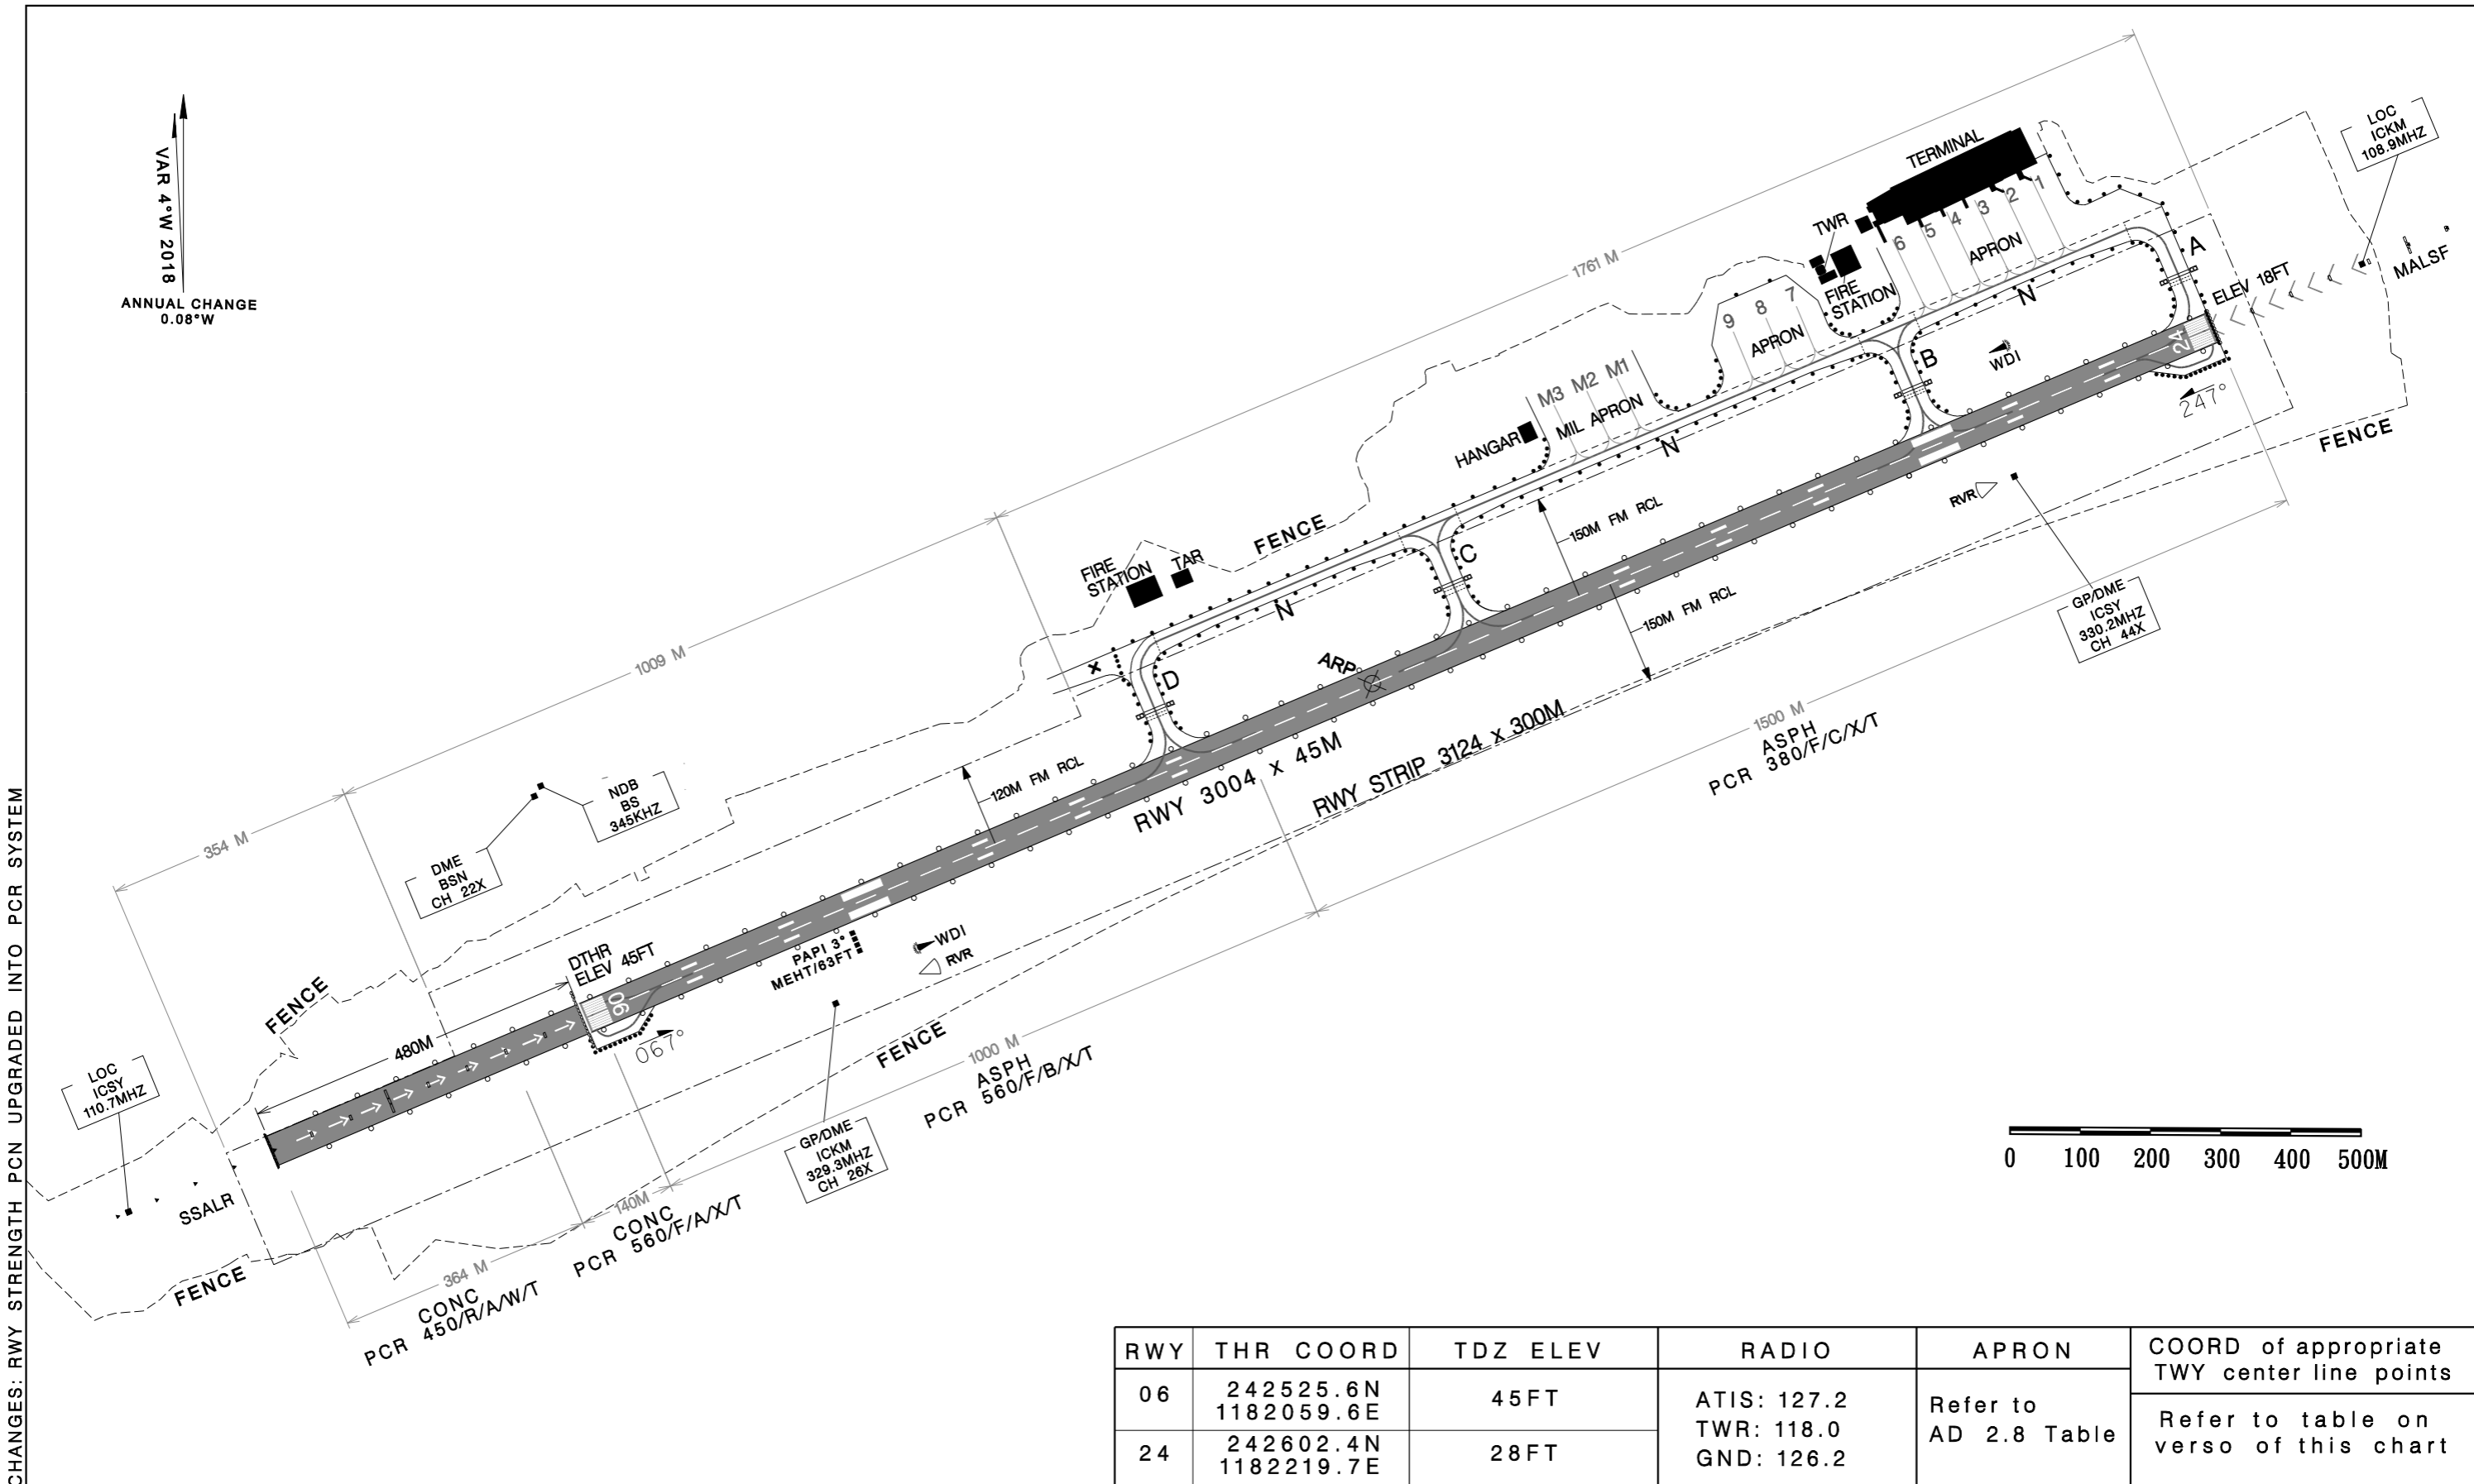 CHANGES: RWY STRENGTH PCN UPGRADED INTO PCR SYSTEM
VAR 4°W 2018
ANNUAL CHANGE
0.08°W
1761 M
1009 M
354 M
LOC
ICKM
108.9MHZ
MALSF
ELEV 18FT
TERMINAL
TWR
FIRE
STATION
1
2
3
4
5
6
APRON
7
8
9
APRON
M1
M2
M3
MIL APRON
HANGAR
A
B
C
D
N
N
N
WDI
24
247°
FENCE
RVR
GP/DME
ICSY
330.2MHZ
CH 44X
FENCE
FIRE
STATION
TAR
x
150M FM RCL
150M FM RCL
120M FM RCL
ARP
RWY 3004 x 45M
RWY STRIP 3124 x 300M
1500 M
ASPH
PCR 380/F/C/X/T
NDB
BS
345KHZ
DME
BSN
CH 22X
DTHR
ELEV 45FT
PAPI 3°
MEHT/63FT
WDI
RVR
06
067°
480M
FENCE
FENCE
FENCE
LOC
ICSY
110.7MHZ
SSALR
1000 M
ASPH
PCR 560/F/B/X/T
GP/DME
ICKM
329.3MHZ
CH 26X
140M
CONC
PCR 560/F/A/X/T
364 M
CONC
PCR 450/R/A/W/T
0 100 200 300 400 500M
RWY THR COORD TDZ ELEV RADIO APRON COORD of appropriate
TWY center line points
06 242525.6N
1182059.6E 45FT
24 242602.4N
1182219.7E 28FT
ATIS: 127.2
TWR: 118.0
GND: 126.2
Refer to
AD 2.8 Table
Refer to table on
verso of this chart